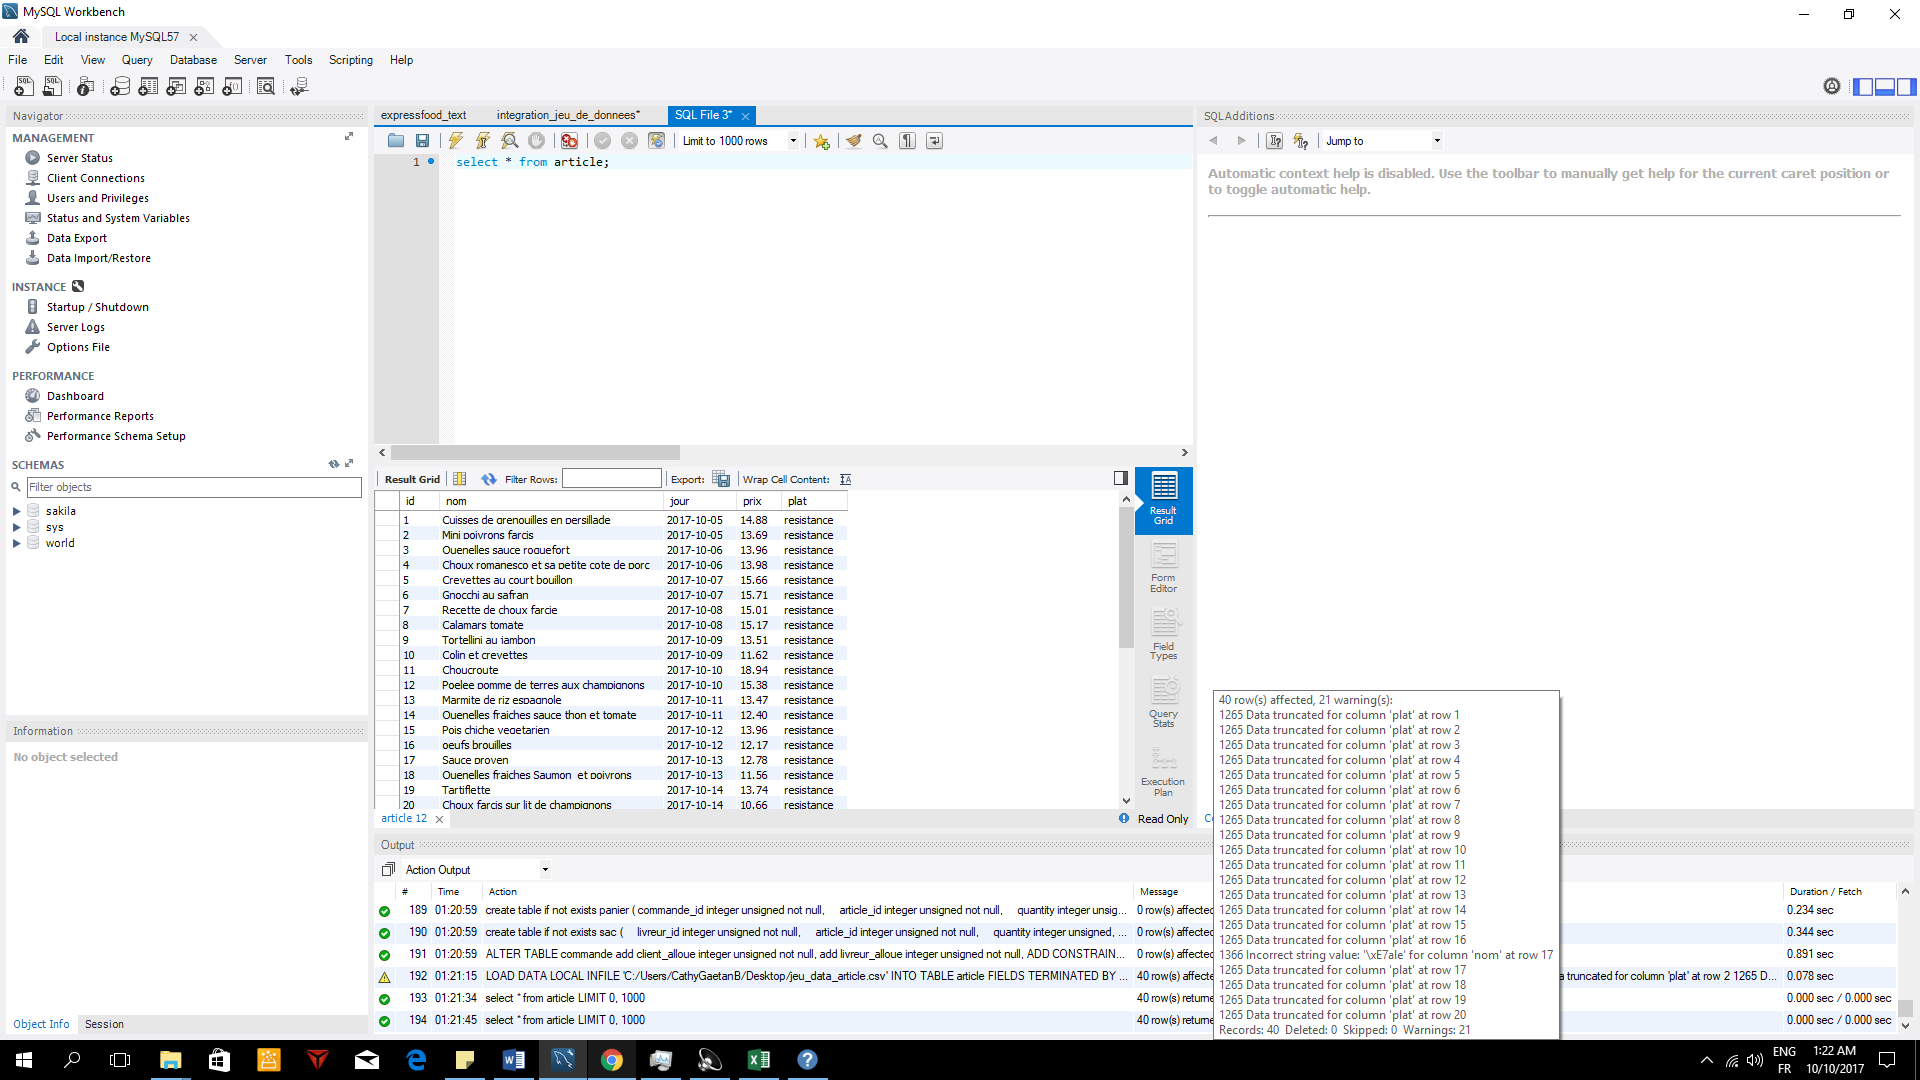 MySQL Workbench
Local instance MySQL57
File Edit View Query Database Server Tools Scripting Help
Navigator
MANAGEMENT
Server Status
Client Connections
Users and Privileges
Status and System Variables
Data Export
Data Import/Restore
INSTANCE
Startup / Shutdown
Server Logs
Options File
PERFORMANCE
Dashboard
Performance Reports
Performance Schema Setup
SCHEMAS
Filter objects
sakila
sys
world
Information
No object selected
Object Info Session
expressfood_text integration_jeu_de_donnees* SQL File 3*
Limit to 1000 rows
1 select * from article;
Result Grid Filter Rows: Export: Wrap Cell Content:
id nom jour prix plat
1 Cuisses de grenouilles en persillade 2017-10-05 14.88 resistance
2 Mini poivrons farcis 2017-10-05 13.69 resistance
3 Quenelles sauce roquefort 2017-10-06 13.96 resistance
4 Choux romanesco et sa petite cote de porc 2017-10-06 13.98 resistance
5 Crevettes au court bouillon 2017-10-07 15.66 resistance
6 Gnocchi au safran 2017-10-07 15.71 resistance
7 Recette de choux farcie 2017-10-08 15.01 resistance
8 Calamars tomate 2017-10-08 15.17 resistance
9 Tortellini au jambon 2017-10-09 13.51 resistance
10 Colin et crevettes 2017-10-09 11.62 resistance
11 Choucroute 2017-10-10 18.94 resistance
12 Poelee pomme de terres aux champignons 2017-10-10 15.38 resistance
13 Marmite de riz espagnole 2017-10-11 13.47 resistance
14 Quenelles fraiches sauce thon et tomate 2017-10-11 12.40 resistance
15 Pois chiche vegetarien 2017-10-12 13.96 resistance
16 oeufs brouilles 2017-10-12 12.17 resistance
17 Sauce proven 2017-10-13 12.78 resistance
18 Quenelles fraiches Saumon et poivrons 2017-10-13 11.56 resistance
19 Tartiflette 2017-10-14 13.74 resistance
20 Choux farcis sur lit de champignons 2017-10-14 10.66 resistance
Result Grid
Form Editor
Field Types
Query Stats
Execution Plan
article 12 Read Only
SQLAdditions
Jump to
Automatic context help is disabled. Use the toolbar to manually get help for the current caret position or
to toggle automatic help.
Output
Action Output
# Time Action Message Duration / Fetch
189 01:20:59 create table if not exists panier ( commande_id integer unsigned not null, article_id integer unsigned not null, quantity integer unsig... 0 row(s) affected 0.234 sec
190 01:20:59 create table if not exists sac ( livreur_id integer unsigned not null, article_id integer unsigned not null, quantity integer unsigned, ... 0 row(s) affected 0.344 sec
191 01:20:59 ALTER TABLE commande add client_alloue integer unsigned not null, add livreur_alloue integer unsigned not null, ADD CONSTRAIN... 0 row(s) affected 0.891 sec
192 01:21:15 LOAD DATA LOCAL INFILE 'C:/Users/CathyGaetanB/Desktop/jeu_data_article.csv' INTO TABLE article FIELDS TERMINATED BY ... 40 row(s) affec a truncated for column 'plat' at row 2 1265 D... 0.078 sec
193 01:21:34 select * from article LIMIT 0, 1000 40 row(s) returne 0.000 sec / 0.000 sec
194 01:21:45 select * from article LIMIT 0, 1000 40 row(s) returne 0.000 sec / 0.000 sec
40 row(s) affected, 21 warning(s):
1265 Data truncated for column 'plat' at row 1
1265 Data truncated for column 'plat' at row 2
1265 Data truncated for column 'plat' at row 3
1265 Data truncated for column 'plat' at row 4
1265 Data truncated for column 'plat' at row 5
1265 Data truncated for column 'plat' at row 6
1265 Data truncated for column 'plat' at row 7
1265 Data truncated for column 'plat' at row 8
1265 Data truncated for column 'plat' at row 9
1265 Data truncated for column 'plat' at row 10
1265 Data truncated for column 'plat' at row 11
1265 Data truncated for column 'plat' at row 12
1265 Data truncated for column 'plat' at row 13
1265 Data truncated for column 'plat' at row 14
1265 Data truncated for column 'plat' at row 15
1265 Data truncated for column 'plat' at row 16
1366 Incorrect string value: '\xE7ale' for column 'nom' at row 17
1265 Data truncated for column 'plat' at row 17
1265 Data truncated for column 'plat' at row 18
1265 Data truncated for column 'plat' at row 19
1265 Data truncated for column 'plat' at row 20
Records: 40 Deleted: 0 Skipped: 0 Warnings: 21
ENG
FR
1:22 AM
10/10/2017